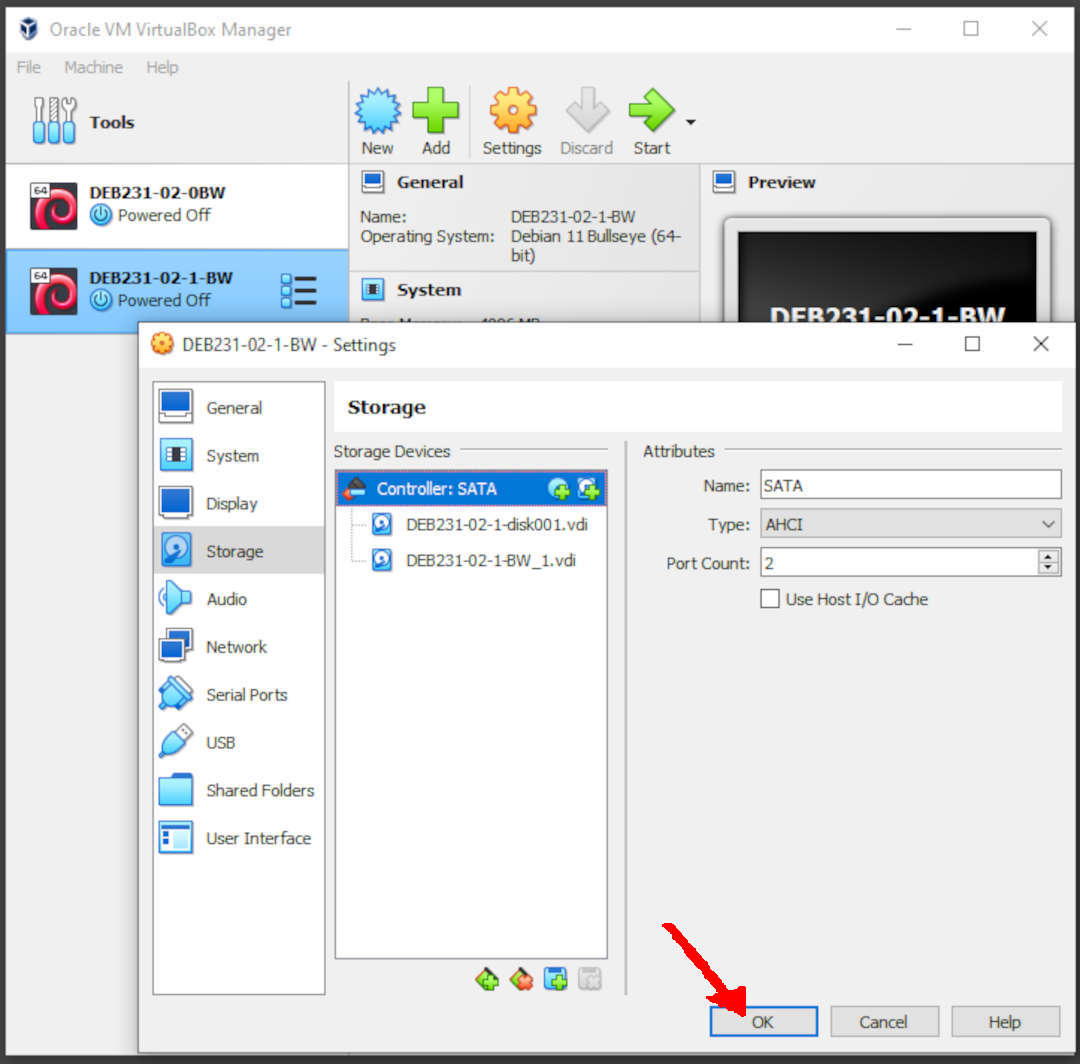 Oracle VM VirtualBox Manager
File Machine Help
Tools
New Add Settings Discard Start
64
DEB231-02-0BW
Powered Off
64
DEB231-02-1-BW
Powered Off
General
Name: DEB231-02-1-BW
Operating System: Debian 11 Bullseye (64-
bit)
System
Preview
DEB231-02-1-BW
DEB231-02-1-BW - Settings
General
System
Display
Storage
Audio
Network
Serial Ports
USB
Shared Folders
User Interface
Storage
Storage Devices
Controller: SATA
DEB231-02-1-disk001.vdi
DEB231-02-1-BW_1.vdi
Attributes
Name: SATA
Type: AHCI
Port Count: 2
Use Host I/O Cache
OK Cancel Help